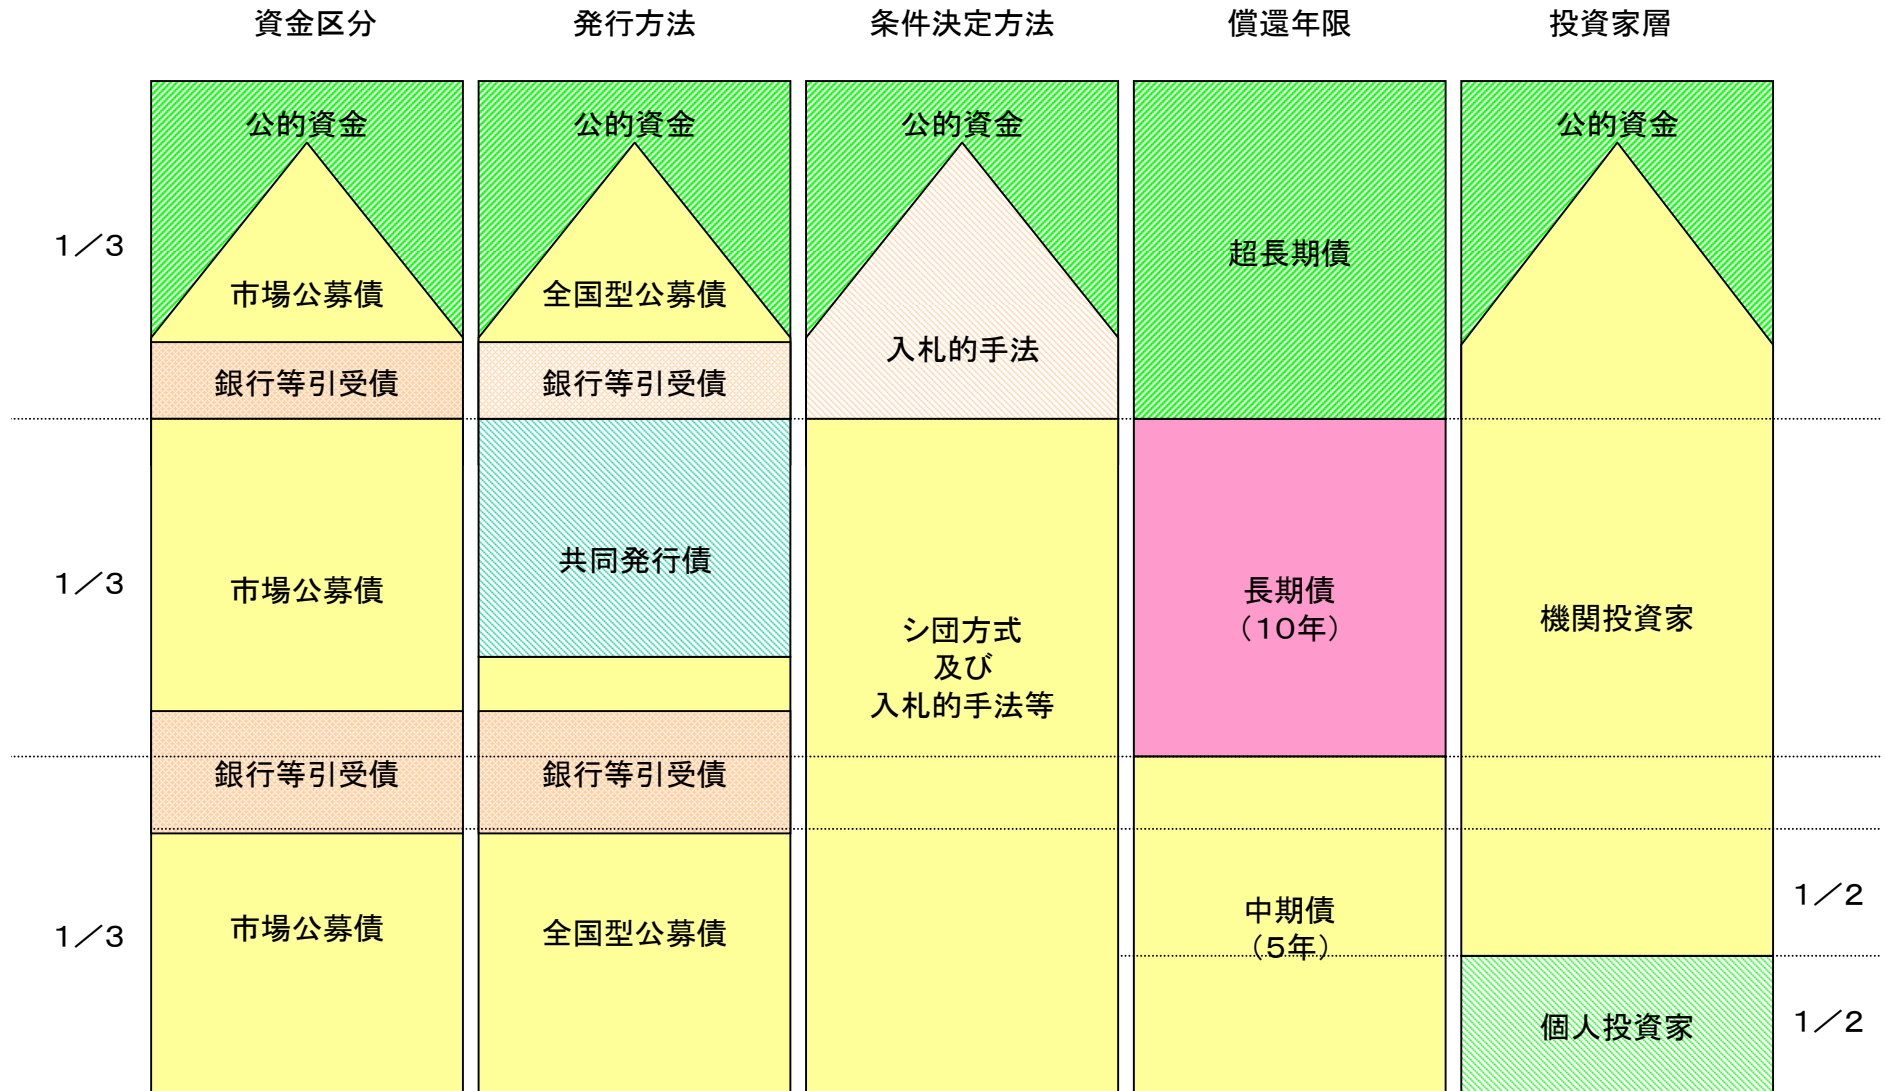 資金区分
発行方法
条件決定方法
償還年限
投資家層
公的資金
公的資金
公的資金
公的資金
1/3
市場公募債
全国型公募債
入札的手法
超長期債
銀行等引受債
銀行等引受債
1/3
市場公募債
共同発行債
シ団方式
及び
入札的手法等
長期債
(10年)
機関投資家
銀行等引受債
銀行等引受債
1/3
市場公募債
全国型公募債
中期債
(5年)
1/2
個人投資家
1/2